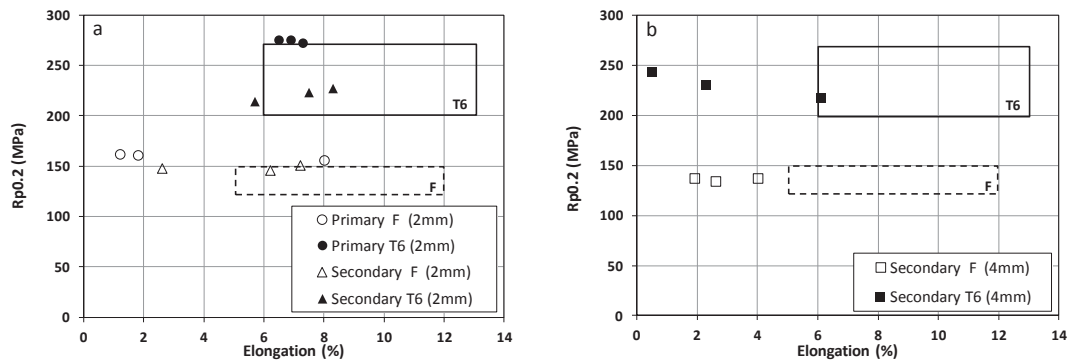 a
300
250
200
150
100
50
0
Rp0.2 (MPa)
T6
F
Primary F (2mm)
Primary T6 (2mm)
Secondary F (2mm)
Secondary T6 (2mm)
0 2 4 6 8 10 12 14
Elongation (%)
b
300
250
200
150
100
50
0
Rp0.2 (MPa)
T6
F
Secondary F (4mm)
Secondary T6 (4mm)
0 2 4 6 8 10 12 14
Elongation (%)